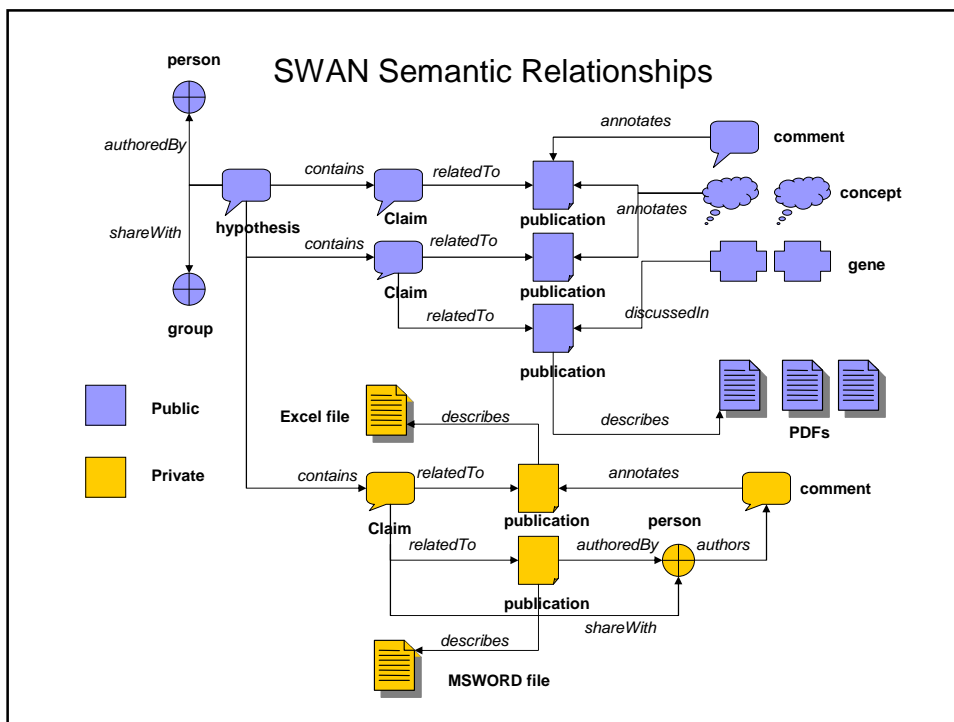 person
SWAN Semantic Relationships
annotates
comment
authoredBy
contains
relatedTo
Claim
publication
concept
annotates
shareWith
hypothesis
contains
relatedTo
Claim
publication
gene
group
relatedTo
discussedIn
publication
Public
Excel file
describes
describes
PDFs
Private
contains
relatedTo
annotates
comment
Claim
publication
person
relatedTo
authoredBy
authors
publication
shareWith
describes
MSWORD file